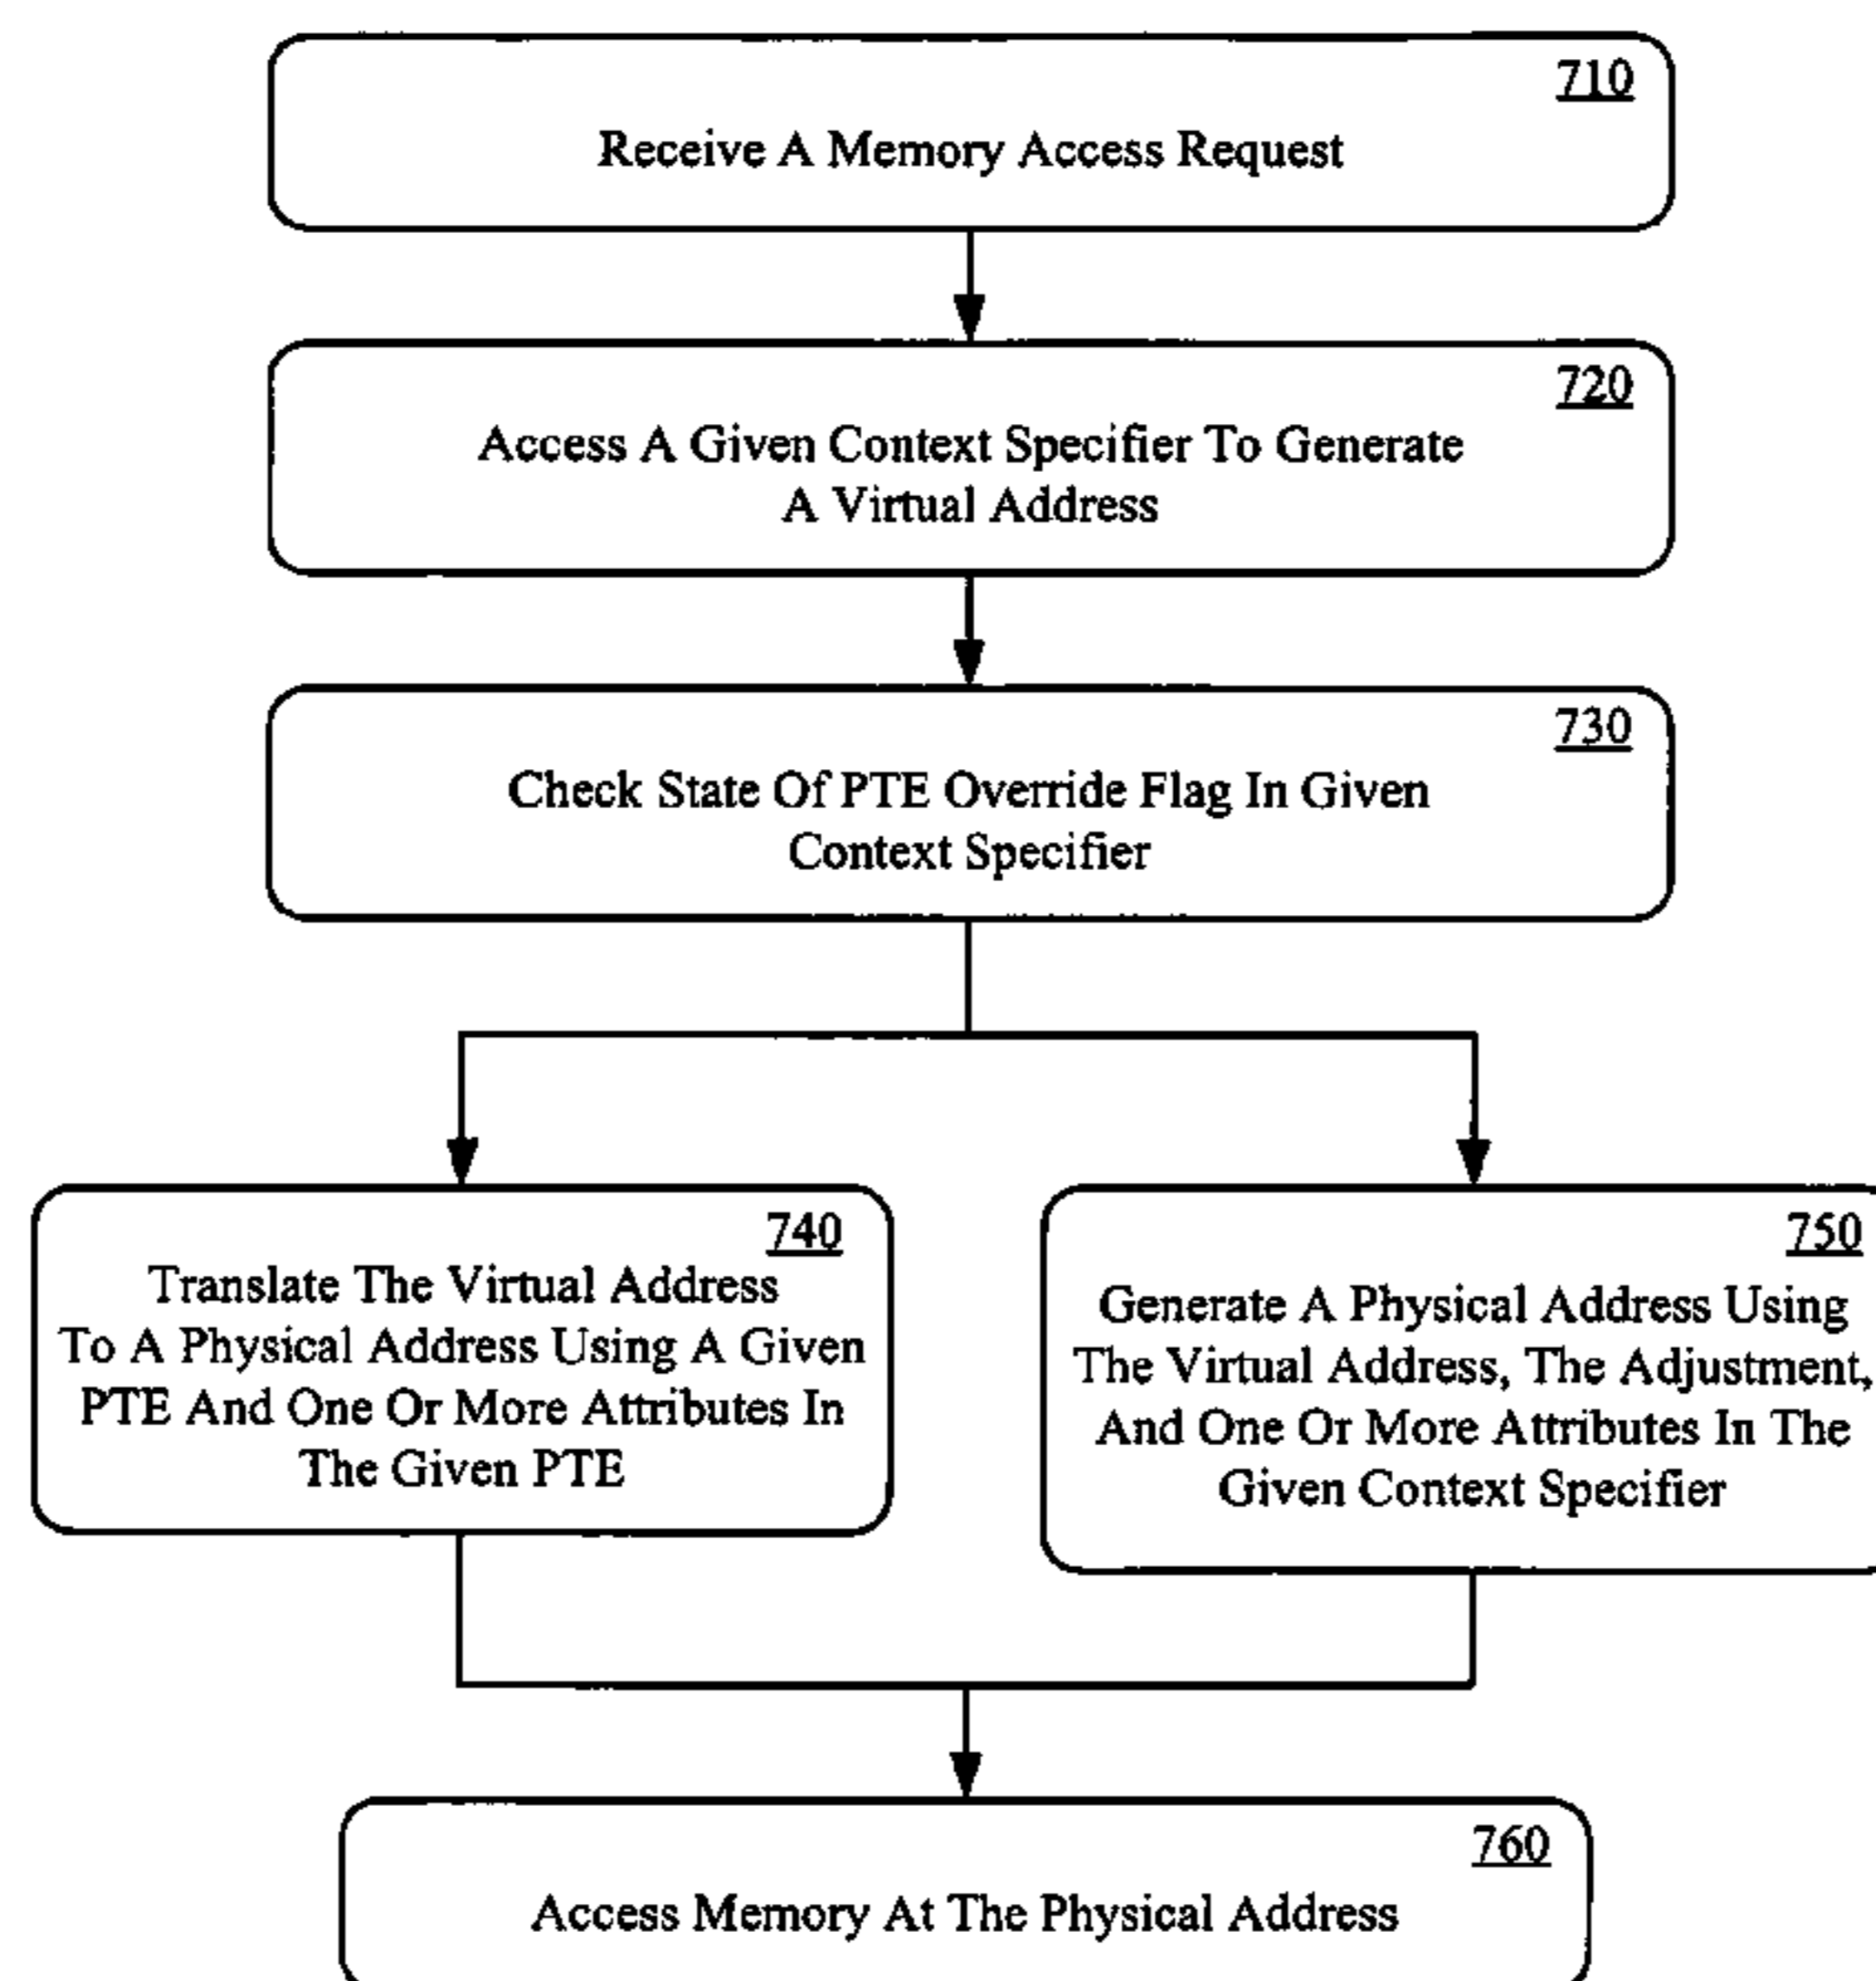 710
Receive A Memory Access Request
720
Access A Given Context Specifier To Generate
A Virtual Address
730
Check State Of PTE Override Flag In Given
Context Specifier
740
Translate The Virtual Address
To A Physical Address Using A Given
PTE And One Or More Attributes In
The Given PTE
750
Generate A Physical Address Using
The Virtual Address, The Adjustment,
And One Or More Attributes In The
Given Context Specifier
760
Access Memory At The Physical Address